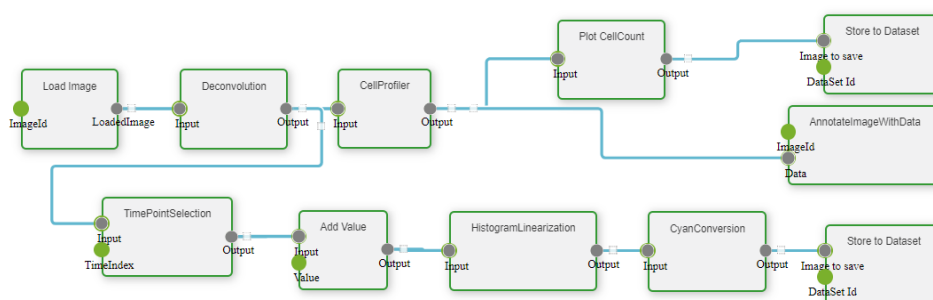 Load Image
ImageId
LoadedImage
Deconvolution
Input
Output
CellProfiler
Input
Output
Plot CellCount
Input
Output
Store to Dataset
Image to save
DataSet Id
AnnotateImageWithData
ImageId
Data
TimePointSelection
Input
Output
TimeIndex
Add Value
Input
Output
Value
HistogramLinearization
Input
Output
CyanConversion
Input
Output
Store to Dataset
Image to save
DataSet Id